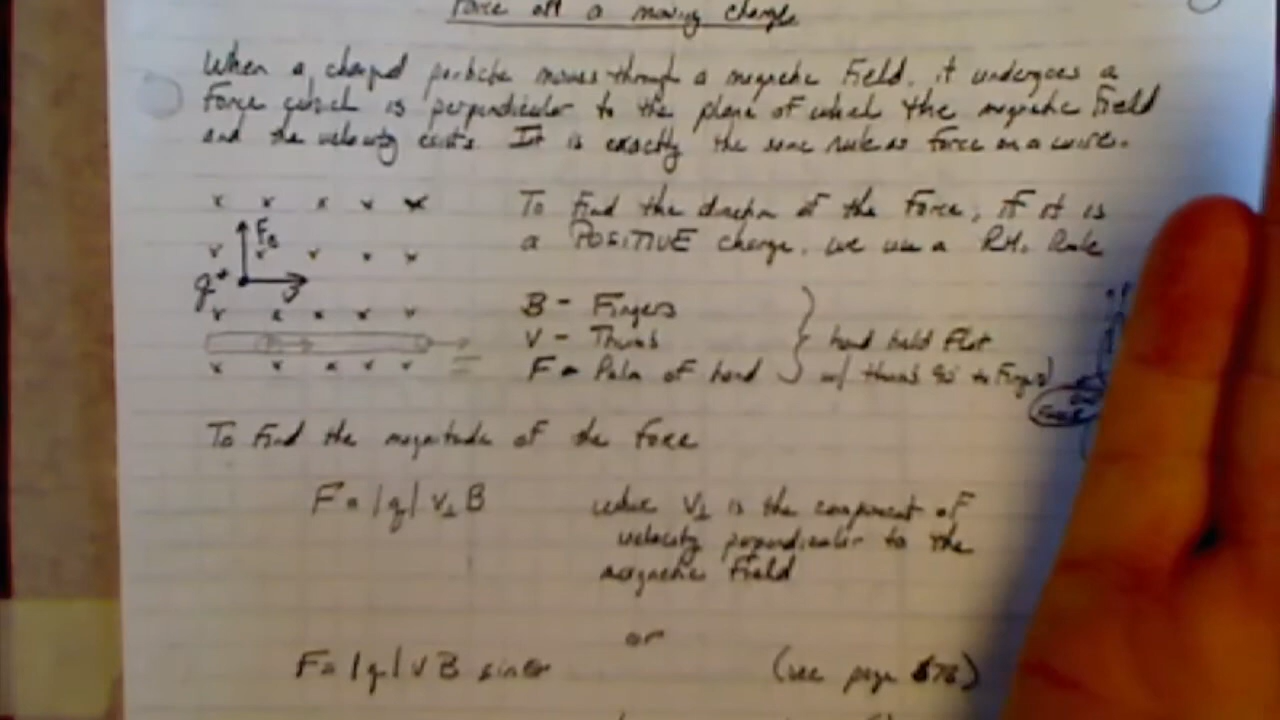 Force on a moving charge
When a charged particle moves through a magnetic field, it undergoes a
force which is perpendicular to the plane of which the magnetic field
and the velocity exists. It is exactly the same rule as force on a wire.
x x x x x
To find the direction of the force, if it is
a POSITIVE charge, we use a R.H. Rule
FB
q+
v
B - Fingers
V - Thumb
F = Palm of hand
hand held flat
w/ thumb 90° to fingers
force
To find the magnitude of the force
F = |q| v⊥ B
where V⊥ is the component of
velocity perpendicular to the
magnetic field
or
F = |q| v B sinθ
(see page 678)